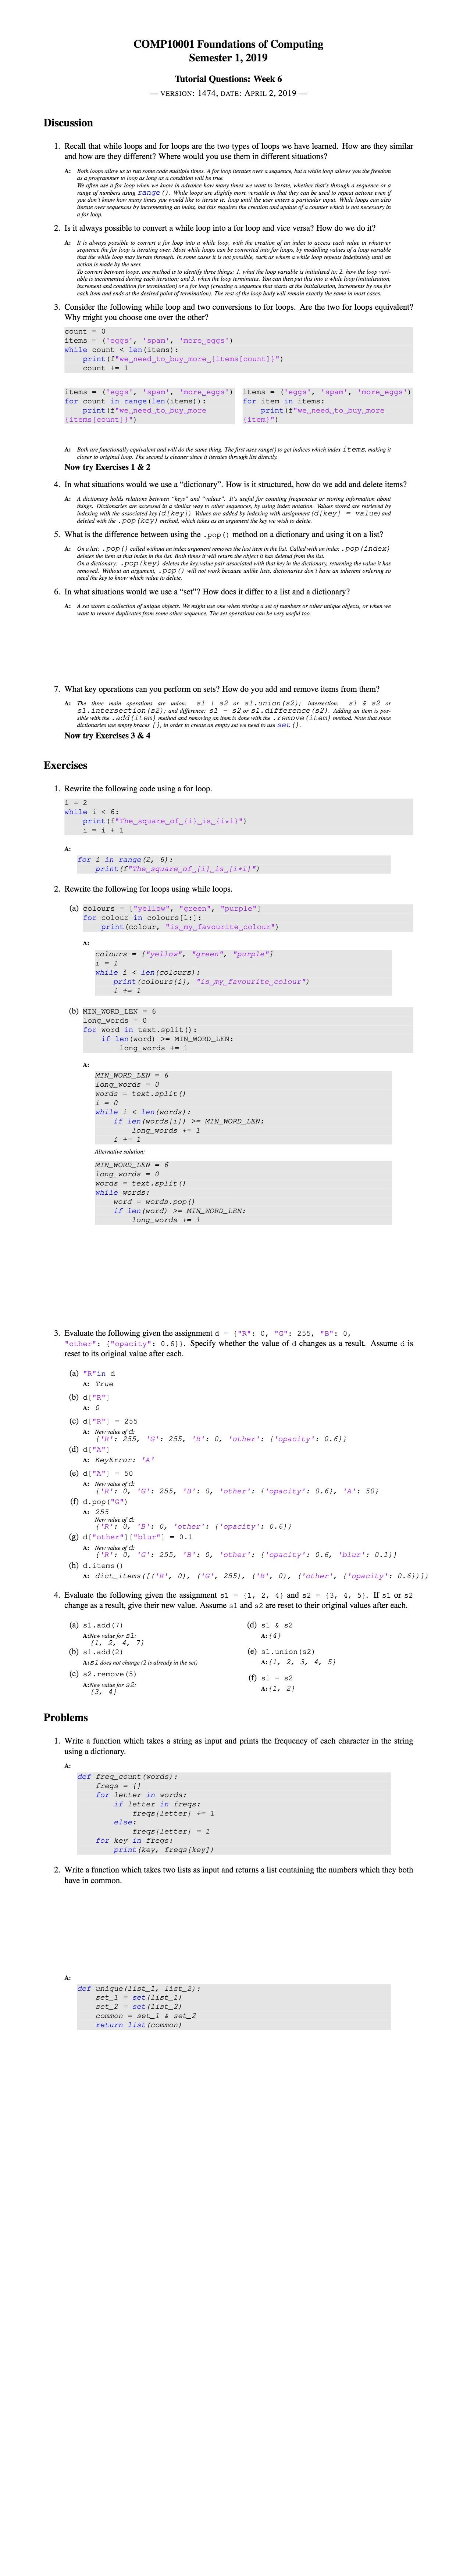 COMP10001 Foundations of Computing
Semester 1, 2019
Tutorial Questions: Week 6
— VERSION: 1474, DATE: APRIL 2, 2019 —
Discussion
1. Recall that while loops and for loops are the two types of loops we have learned. How are they similar
and how are they different? Where would you use them in different situations?
A: Both loops allow us to run some code multiple times. A for loop iterates over a sequence, but a while loop allows you the freedom
as a programmer to loop as long as a condition will be true.
We often use a for loop when we know in advance how many times we want to iterate, whether that's through a sequence or a
range of numbers using range(). While loops are slightly more versatile in that they can be used to repeat actions even if
you don't know how many times you would like to iterate ie. loop until the user enters a particular input. While loops can also
iterate over sequences by incrementing an index, but this requires the creation and update of a counter which is not necessary in
a for loop.
2. Is it always possible to convert a while loop into a for loop and vice versa? How do we do it?
A: It is always possible to convert a for loop into a while loop, with the creation of an index to access each value in whatever
sequence the for loop is iterating over. Most while loops can be converted into for loops, by modelling various values of a variable
that the while loop may iterate through. In some cases it is not possible, such as where a while loop repeats indefinitely until an
action is made by the user.
To convert between loops, one method is to identify three things: 1. what the loop variable is initialised to; 2. how the loop vari-
able is incremented during each iteration; and 3. when the loop terminates. You can then put this into a while loop (initialisation,
increment and condition for termination) or a for loop (creating a sequence that starts at the initialisation, increments by one for
each item and ends at the desired point of termination). The rest of the loop body will remain exactly the same in most cases.
3. Consider the following while loop and two conversions to for loops. Are the two for loops equivalent?
Why might you choose one over the other?
count = 0
items = ('eggs', 'spam', 'more_eggs')
while count < len(items):
    print(f"we_need_to_buy_more_{items[count]}")
    count += 1
items = ('eggs', 'spam', 'more_eggs')
for count in range(len(items)):
    print(f"we_need_to_buy_more
{items[count]}")
items = ('eggs', 'spam', 'more_eggs')
for item in items:
    print(f"we_need_to_buy_more
{item}")
A: Both are functionally equivalent and will do the same thing. The first uses range() to get indices which index items, making it
closer to original loop. The second is cleaner since it iterates through list directly.
Now try Exercises 1 & 2
4. In what situations would we use a “dictionary”. How is it structured, how do we add and delete items?
A: A dictionary holds relations between “keys” and “values”. It's useful for counting frequencies or storing information about
things. Dictionaries are accessed in a similar way to other sequences, by using index notation. Values stored are retrieved by
indexing with the associated key (d[key]). Values are added by indexing with assignment (d[key] = value) and
deleted with the .pop(key) method, which takes as an argument the key we wish to delete.
5. What is the difference between using the .pop() method on a dictionary and using it on a list?
A: On a list: .pop() called without an index argument removes the last item in the list. Called with an index .pop(index)
deletes the item at that index in the list. Both times it will return the object it has deleted from the list.
On a dictionary: .pop(key) deletes the key:value pair associated with that key in the dictionary, returning the value it has
removed. Without an argument, .pop() will not work because unlike lists, dictionaries don't have an inherent ordering so
need the key to know which value to delete.
6. In what situations would we use a “set”? How does it differ to a list and a dictionary?
A: A set stores a collection of unique objects. We might use one when storing a set of numbers or other unique objects, or when we
want to remove duplicates from some other sequence. The set operations can be very useful too.
7. What key operations can you perform on sets? How do you add and remove items from them?
A: The three main operations are union: s1 | s2 or s1.union(s2); intersection: s1 & s2 or
s1.intersection(s2); and difference: s1 - s2 or s1.difference(s2). Adding an item is pos-
sible with the .add(item) method and removing an item is done with the .remove(item) method. Note that since
dictionaries use empty braces {}, in order to create an empty set we need to use set().
Now try Exercises 3 & 4
Exercises
1. Rewrite the following code using a for loop.
i = 2
while i < 6:
    print(f"The_square_of_{i}_is_{i*i}")
    i = i + 1
A:
for i in range(2, 6):
    print(f"The_square_of_{i}_is_{i*i}")
2. Rewrite the following for loops using while loops.
(a) colours = ["yellow", "green", "purple"]
for colour in colours[1:]:
    print(colour, "is_my_favourite_colour")
A:
colours = ["yellow", "green", "purple"]
i = 1
while i < len(colours):
    print(colours[i], "is_my_favourite_colour")
    i += 1
(b) MIN_WORD_LEN = 6
long_words = 0
for word in text.split():
    if len(word) >= MIN_WORD_LEN:
        long_words += 1
A:
MIN_WORD_LEN = 6
long_words = 0
words = text.split()
i = 0
while i < len(words):
    if len(words[i]) >= MIN_WORD_LEN:
        long_words += 1
    i += 1
Alternative solution:
MIN_WORD_LEN = 6
long_words = 0
words = text.split()
while words:
    word = words.pop()
    if len(word) >= MIN_WORD_LEN:
        long_words += 1
3. Evaluate the following given the assignment d = {"R": 0, "G": 255, "B": 0,
"other": {"opacity": 0.6}}. Specify whether the value of d changes as a result. Assume d is
reset to its original value after each.
(a) "R"in d
A: True
(b) d["R"]
A: 0
(c) d["R"] = 255
A: New value of d:
{'R': 255, 'G': 255, 'B': 0, 'other': {'opacity': 0.6}}
(d) d["A"]
A: KeyError: 'A'
(e) d["A"] = 50
A: New value of d:
{'R': 0, 'G': 255, 'B': 0, 'other': {'opacity': 0.6}, 'A': 50}
(f) d.pop("G")
A: 255
New value of d:
{'R': 0, 'B': 0, 'other': {'opacity': 0.6}}
(g) d["other"]["blur"] = 0.1
A: New value of d:
{'R': 0, 'G': 255, 'B': 0, 'other': {'opacity': 0.6, 'blur': 0.1}}
(h) d.items()
A: dict_items([('R', 0), ('G', 255), ('B', 0), ('other', {'opacity': 0.6})])
4. Evaluate the following given the assignment s1 = {1, 2, 4} and s2 = {3, 4, 5}. If s1 or s2
change as a result, give their new value. Assume s1 and s2 are reset to their original values after each.
(a) s1.add(7)
A:New value for s1:
{1, 2, 4, 7}
(b) s1.add(2)
A:s1 does not change (2 is already in the set)
(c) s2.remove(5)
A:New value for s2:
{3, 4}
(d) s1 & s2
A:{4}
(e) s1.union(s2)
A:{1, 2, 3, 4, 5}
(f) s1 - s2
A:{1, 2}
Problems
1. Write a function which takes a string as input and prints the frequency of each character in the string
using a dictionary.
A:
def freq_count(words):
    freqs = {}
    for letter in words:
        if letter in freqs:
            freqs[letter] += 1
        else:
            freqs[letter] = 1
    for key in freqs:
        print(key, freqs[key])
2. Write a function which takes two lists as input and returns a list containing the numbers which they both
have in common.
A:
def unique(list_1, list_2):
    set_1 = set(list_1)
    set_2 = set(list_2)
    common = set_1 & set_2
    return list(common)